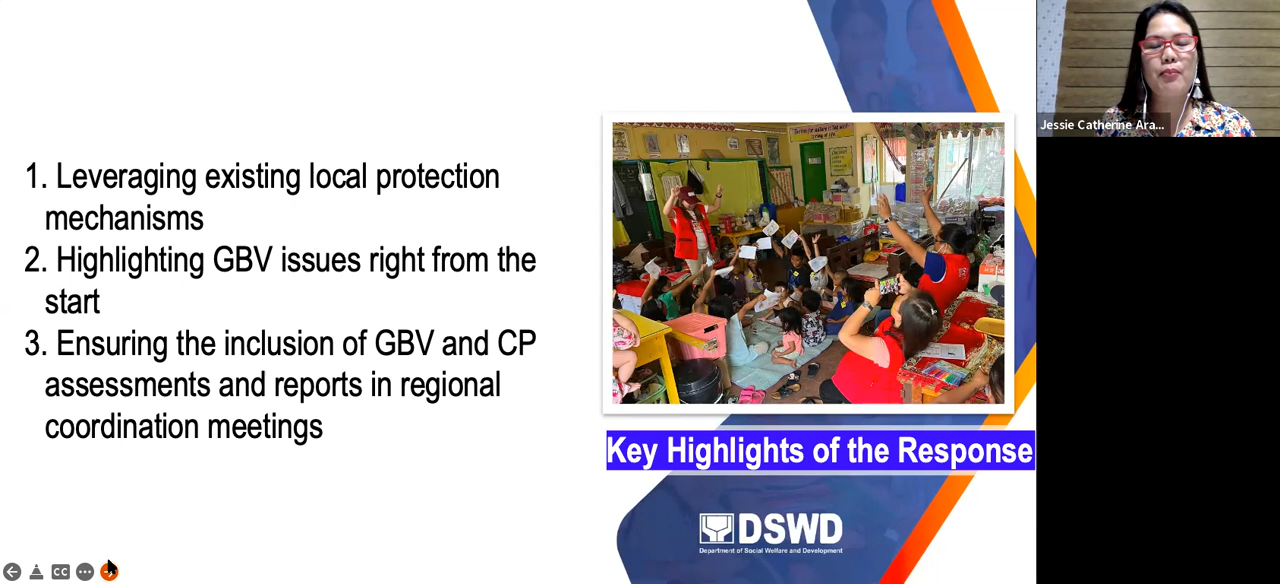 1. Leveraging existing local protection
mechanisms
2. Highlighting GBV issues right from the
start
3. Ensuring the inclusion of GBV and CP
assessments and reports in regional
coordination meetings
Key Highlights of the Response
DSWD
Department of Social Welfare and Development
Jessie Catherine Ara...
CC